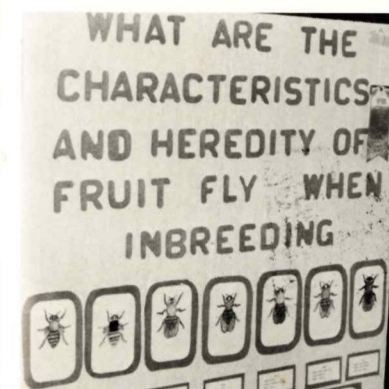 WHAT ARE THE
CHARACTERISTICS
AND HEREDITY OF
FRUIT FLY WHEN
INBREEDING